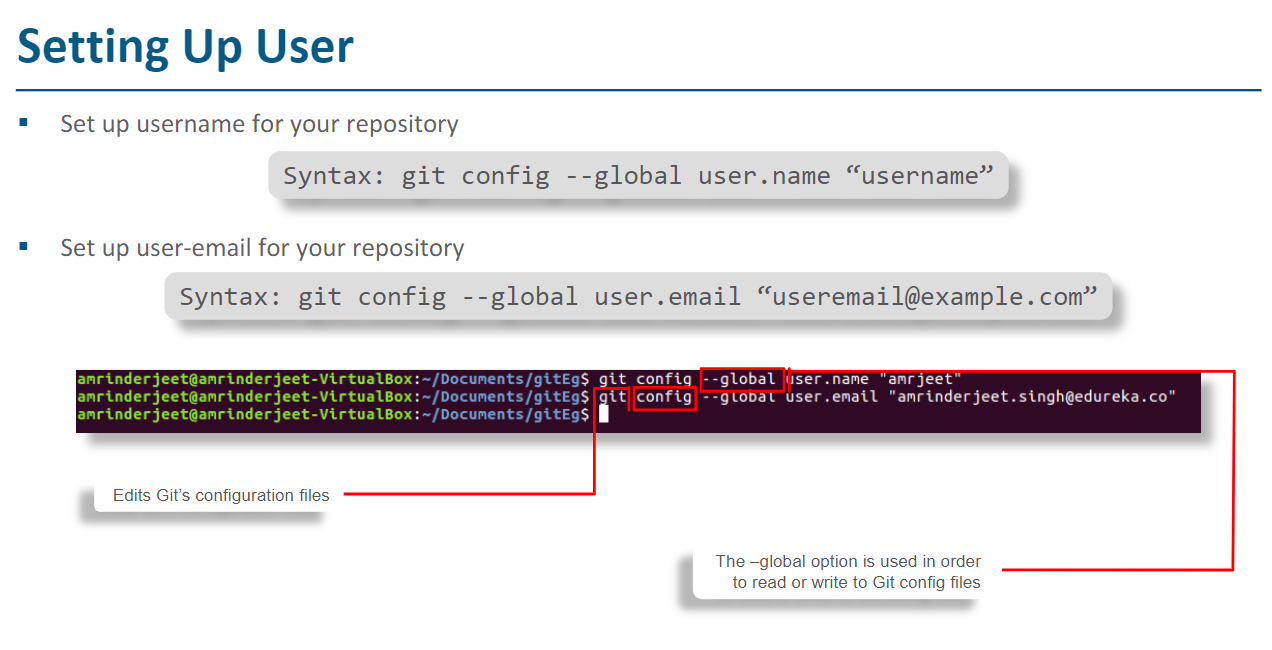 Setting Up User
Set up username for your repository
Syntax: git config --global user.name “username”
Set up user-email for your repository
Syntax: git config --global user.email “useremail@example.com”
amrinderjeet@amrinderjeet-VirtualBox:~/Documents/gitEg$ git config --global user.name "amrjeet"
amrinderjeet@amrinderjeet-VirtualBox:~/Documents/gitEg$ git config --global user.email "amrinderjeet.singh@edureka.co"
amrinderjeet@amrinderjeet-VirtualBox:~/Documents/gitEg$
Edits Git’s configuration files
The –global option is used in order
to read or write to Git config files